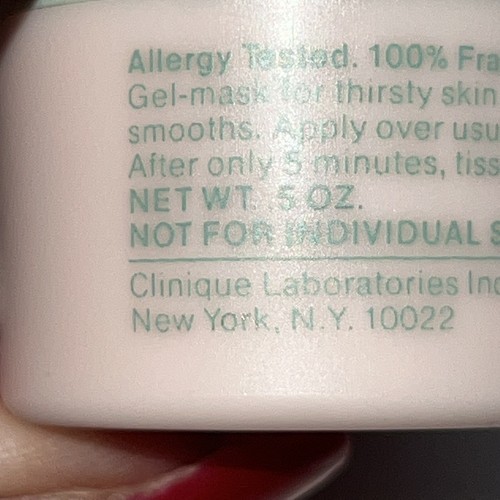 Allergy Tested. 100% Fra
Gel-mask for thirsty skin
smooths. Apply over usu
After only 5 minutes, tiss
NET WT. .5 OZ.
NOT FOR INDIVIDUAL S
Clinique Laboratories Inc
New York, N.Y. 10022